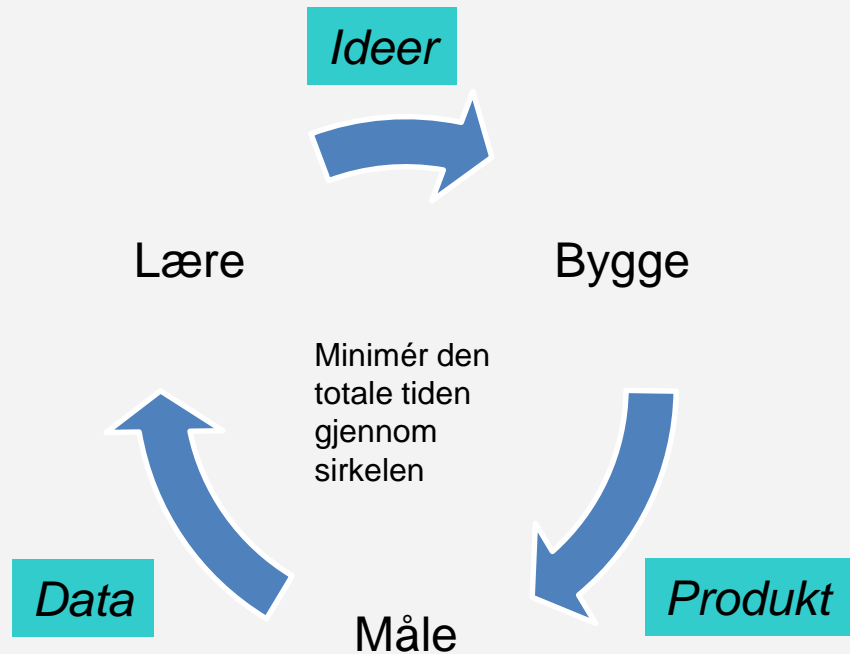 Ideer
Lære
Bygge
Minimér den
totale tiden
gjennom
sirkelen
Data
Produkt
Måle